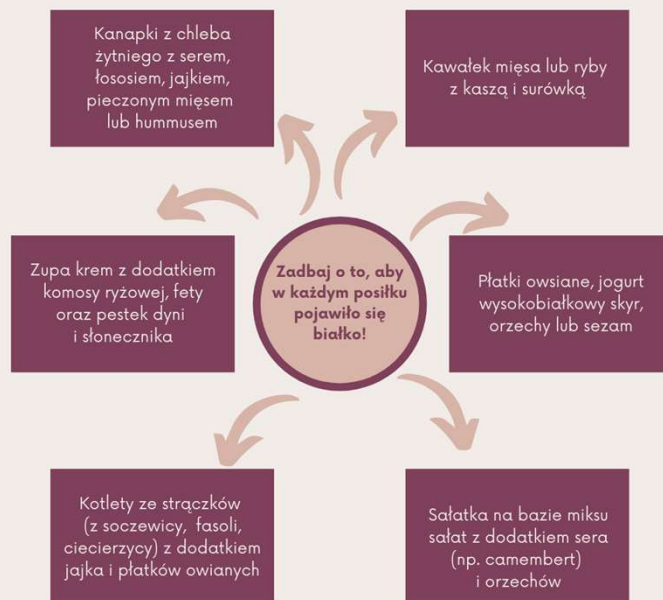 Kanapki z chleba
żytniego z serem,
łososiem, jajkiem,
pieczonym mięsem
lub hummusem
Kawałek mięsa lub ryby
z kaszą i surówką
Zupa krem z dodatkiem
komosy ryżowej, fety
oraz pestek dyni
i słonecznika
Zadbaj o to, aby
w każdym posiłku
pojawiło się
białko!
Płatki owsiane, jogurt
wysokobiałkowy skyr,
orzechy lub sezam
Kotlety ze strączków
(z soczewicy, fasoli,
ciecierzycy) z dodatkiem
jajka i płatków owianych
Sałatka na bazie miksu
sałat z dodatkiem sera
(np. camembert)
i orzechów